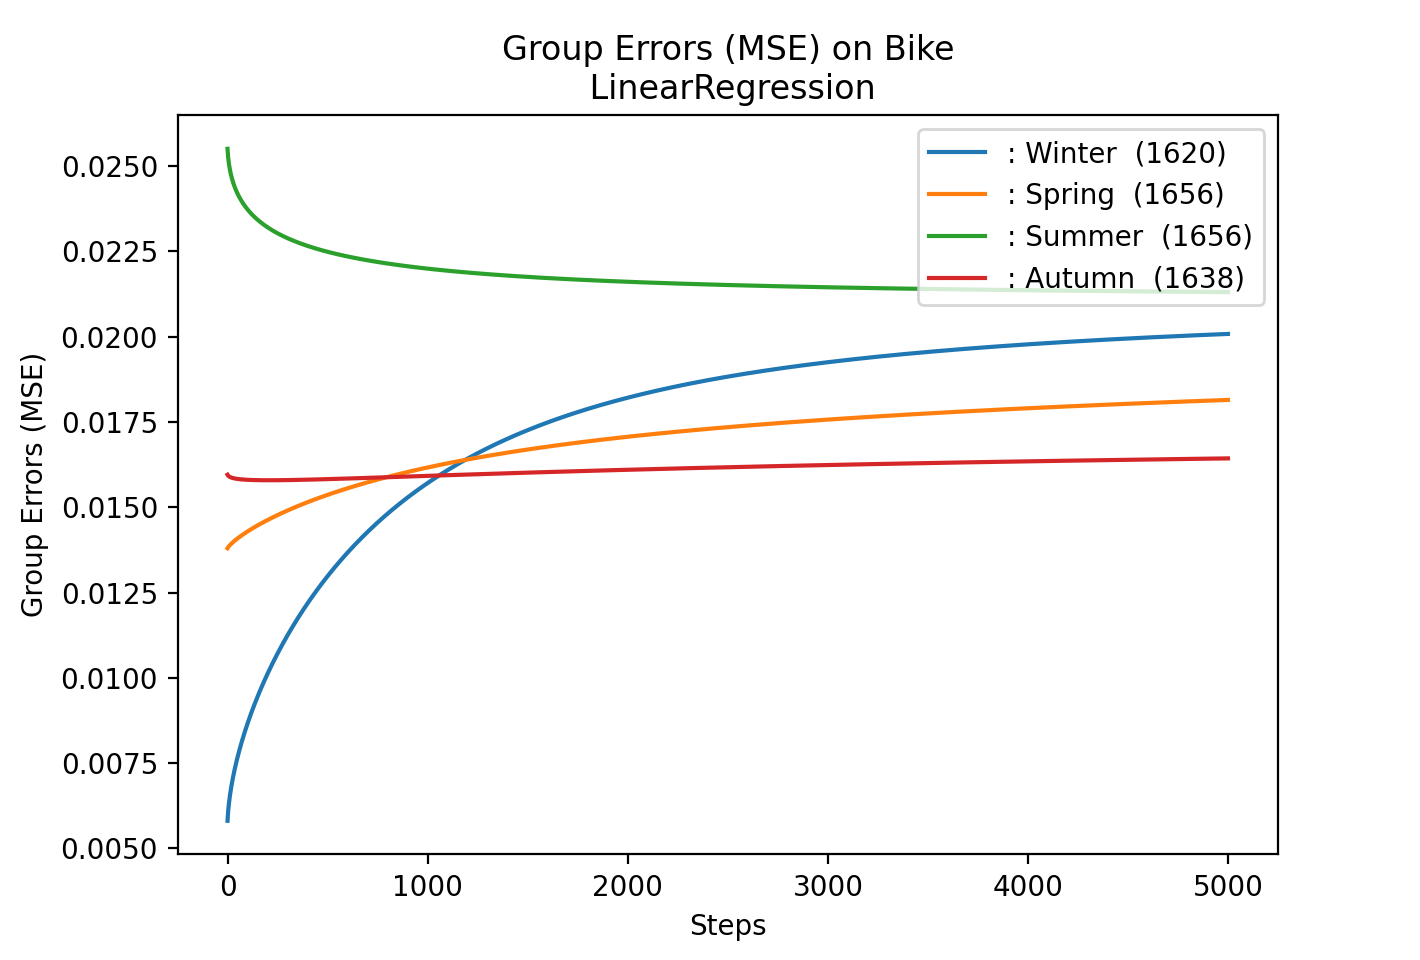 Group Errors (MSE) on Bike
LinearRegression
: Winter (1620)
: Spring (1656)
: Summer (1656)
: Autumn (1638)
Group Errors (MSE)
0.0250
0.0225
0.0200
0.0175
0.0150
0.0125
0.0100
0.0075
0.0050
0 1000 2000 3000 4000 5000
Steps